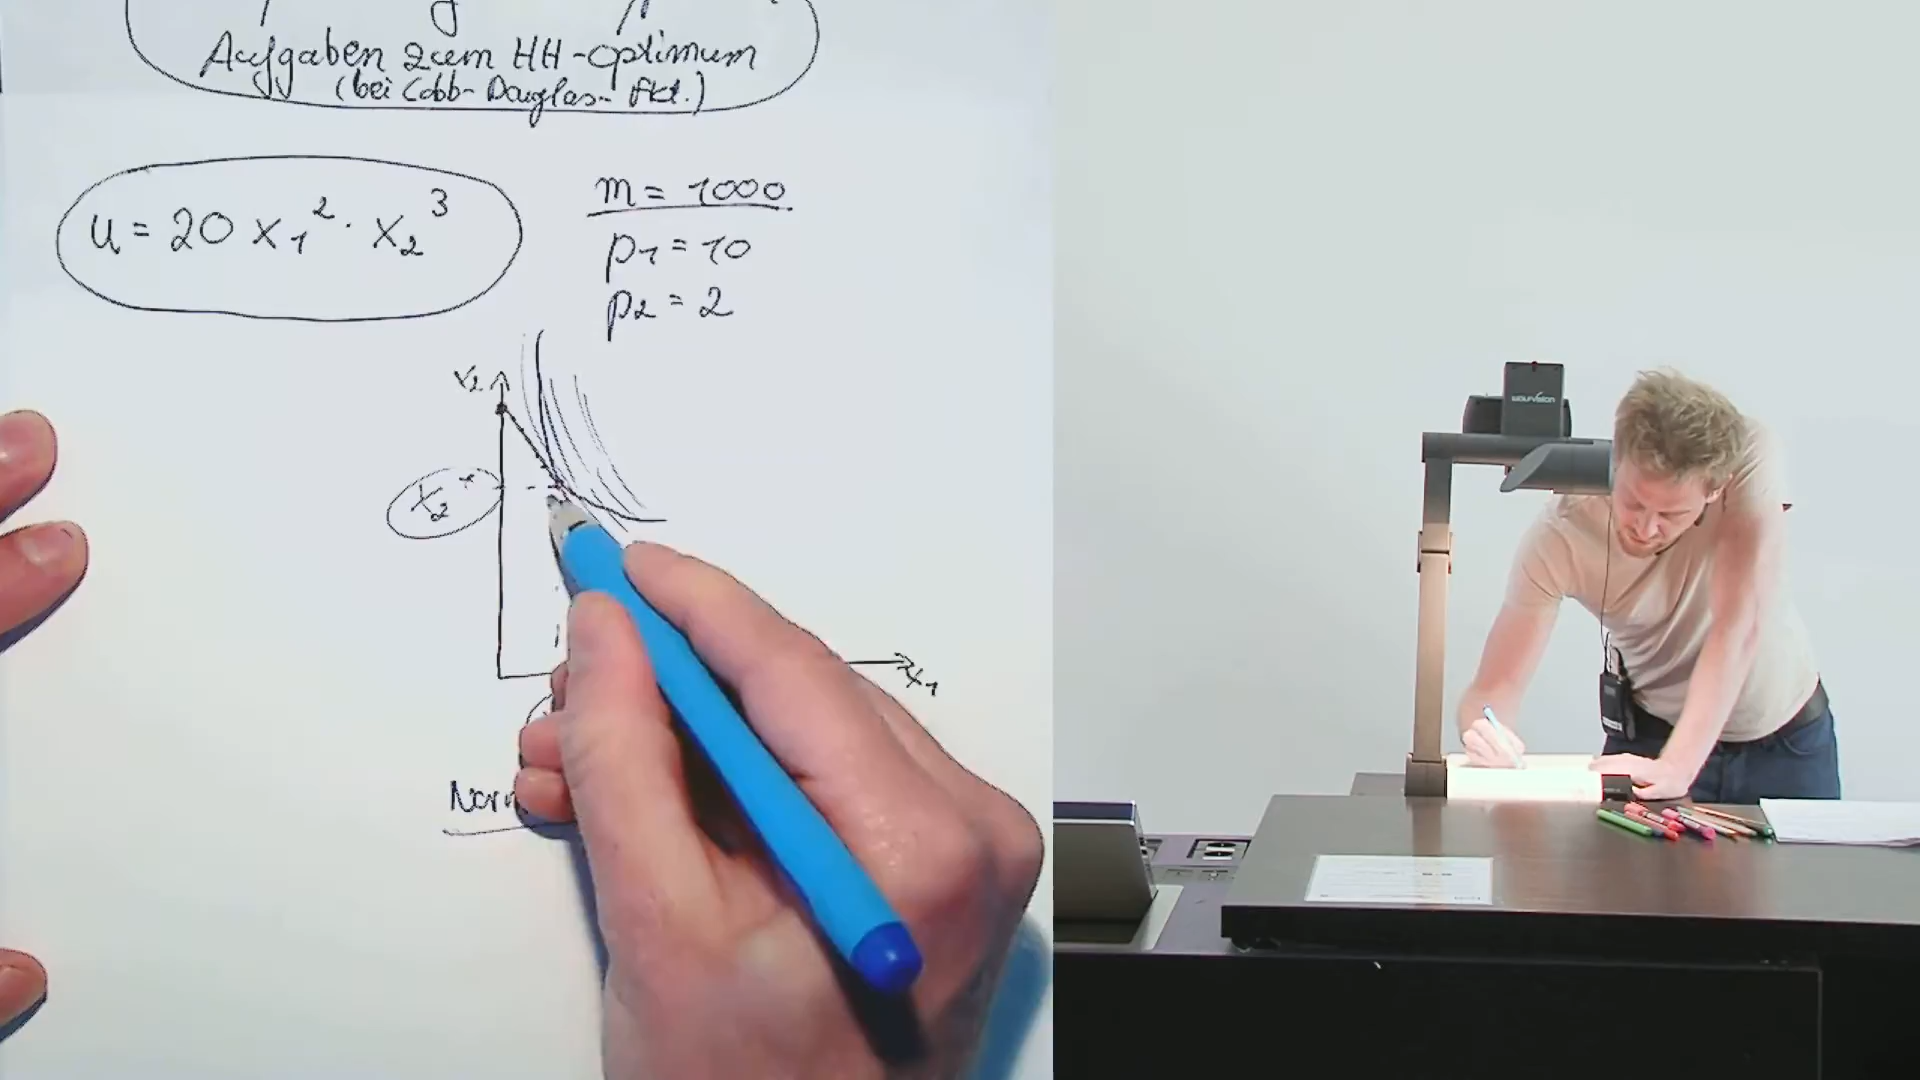 Aufgaben zum HH-Optimum
(bei Cobb-Douglas-Fkt.)
u = 20 x₁² · x₂³
m = 1000
p₁ = 10
p₂ = 2
x₂
x₂*
x₁
wolfvision